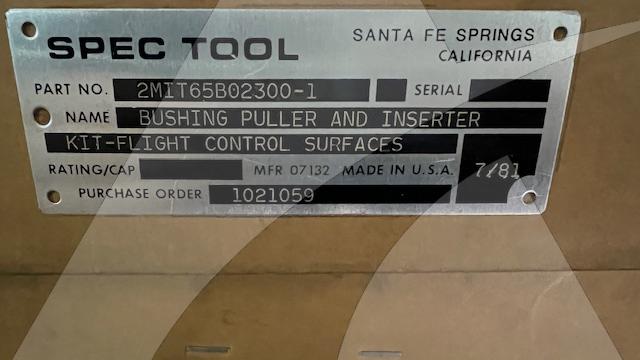 SPEC TOOL SANTA FE SPRINGS
CALIFORNIA
PART NO. 2MIT65B02300-1 SERIAL
NAME BUSHING PULLER AND INSERTER
KIT-FLIGHT CONTROL SURFACES
RATING/CAP MFR 07132 MADE IN U.S.A. 7/81
PURCHASE ORDER 1021059